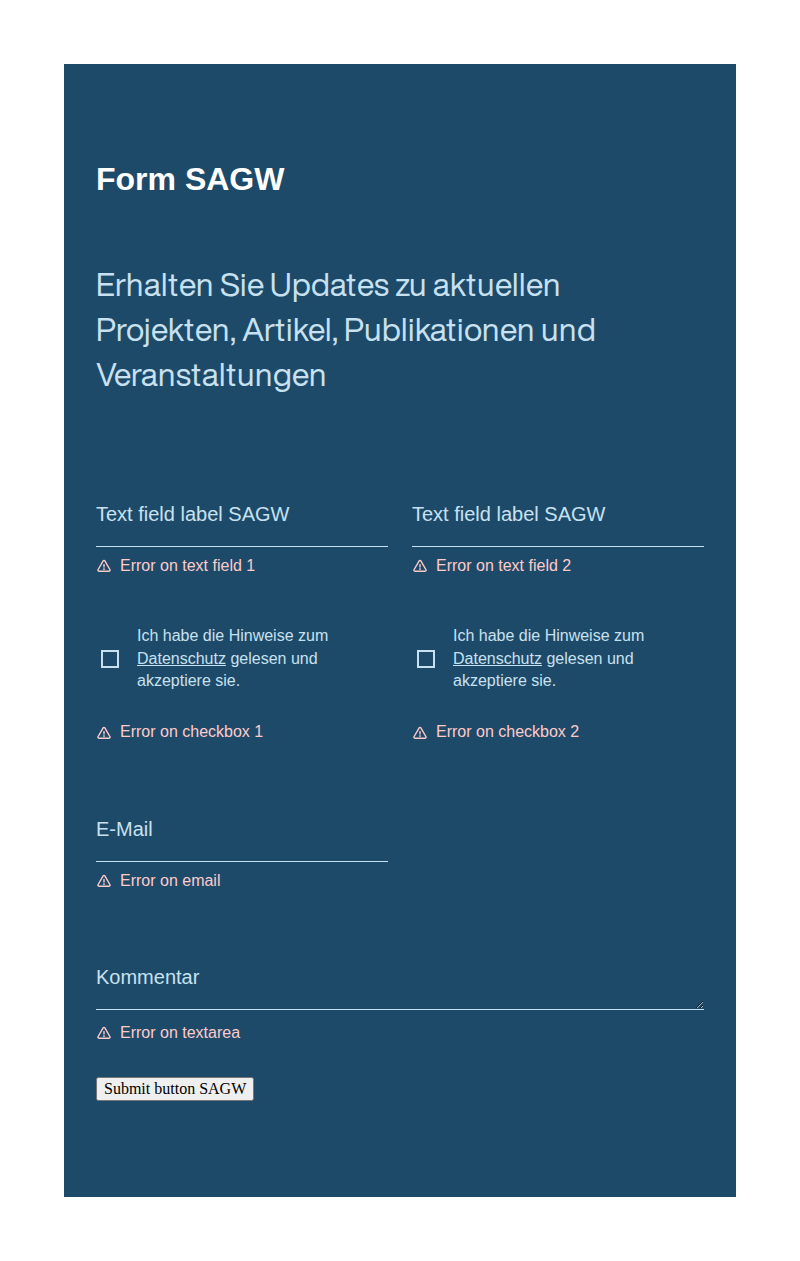 Form SAGW
Erhalten Sie Updates zu aktuellen
Projekten, Artikel, Publikationen und
Veranstaltungen
Text field label SAGW
Error on text field 1
Text field label SAGW
Error on text field 2
Ich habe die Hinweise zum
Datenschutz gelesen und
akzeptiere sie.
Error on checkbox 1
Ich habe die Hinweise zum
Datenschutz gelesen und
akzeptiere sie.
Error on checkbox 2
E-Mail
Error on email
Kommentar
Error on textarea
Submit button SAGW